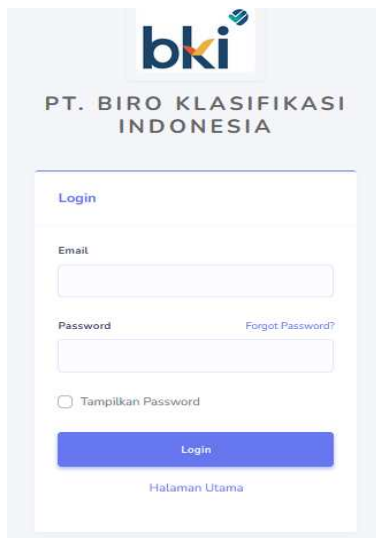 bki
PT. BIRO KLASIFIKASI
INDONESIA
Login
Email
Password Forgot Password?
Tampilkan Password
Login
Halaman Utama